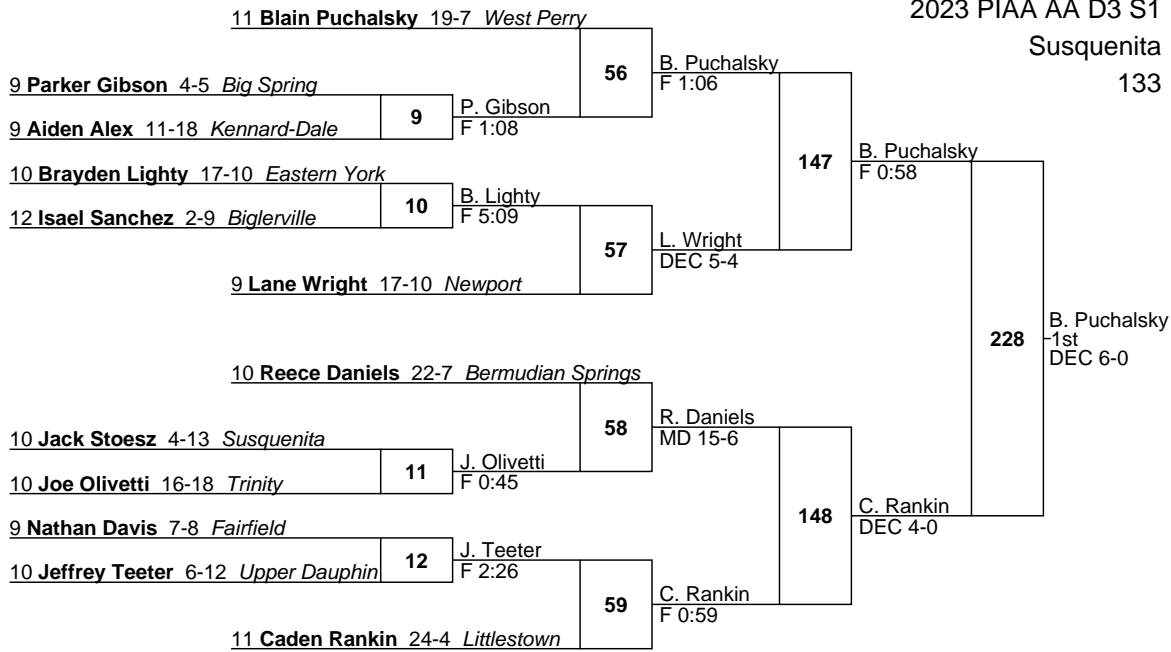 2023 PIAA AA D3 S1
Susquenita
133
11 Blain Puchalsky 19-7 West Perry
56
B. Puchalsky
F 1:06
9 Parker Gibson 4-5 Big Spring
9
P. Gibson
F 1:08
9 Aiden Alex 11-18 Kennard-Dale
147
B. Puchalsky
F 0:58
10 Brayden Lighty 17-10 Eastern York
10
B. Lighty
F 5:09
12 Isael Sanchez 2-9 Biglerville
57
L. Wright
DEC 5-4
9 Lane Wright 17-10 Newport
228
B. Puchalsky
1st
DEC 6-0
10 Reece Daniels 22-7 Bermudian Springs
58
R. Daniels
MD 15-6
10 Jack Stoesz 4-13 Susquenita
11
J. Olivetti
F 0:45
10 Joe Olivetti 16-18 Trinity
148
C. Rankin
DEC 4-0
9 Nathan Davis 7-8 Fairfield
12
J. Teeter
F 2:26
10 Jeffrey Teeter 6-12 Upper Dauphin
59
C. Rankin
F 0:59
11 Caden Rankin 24-4 Littlestown